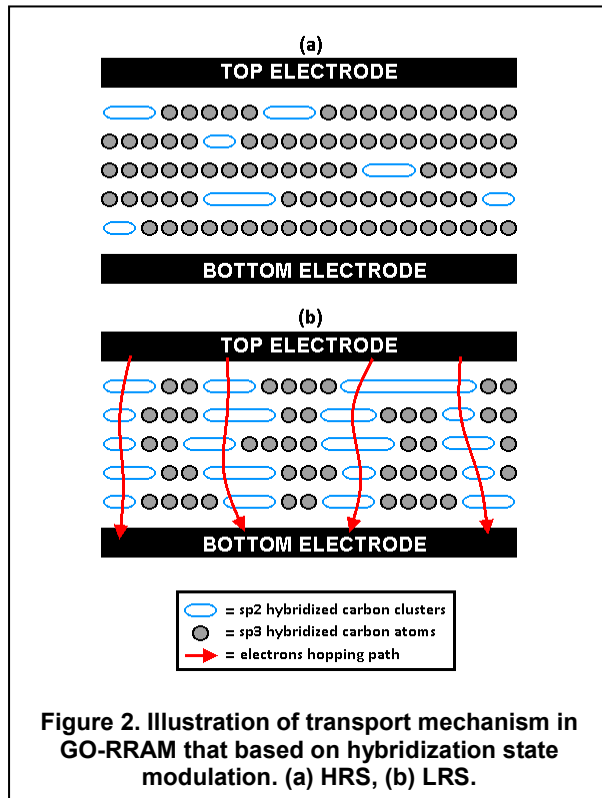 (a)
TOP ELECTRODE
BOTTOM ELECTRODE
(b)
TOP ELECTRODE
BOTTOM ELECTRODE
= sp2 hybridized carbon clusters
= sp3 hybridized carbon atoms
= electrons hopping path
Figure 2. Illustration of transport mechanism in
GO-RRAM that based on hybridization state
modulation. (a) HRS, (b) LRS.